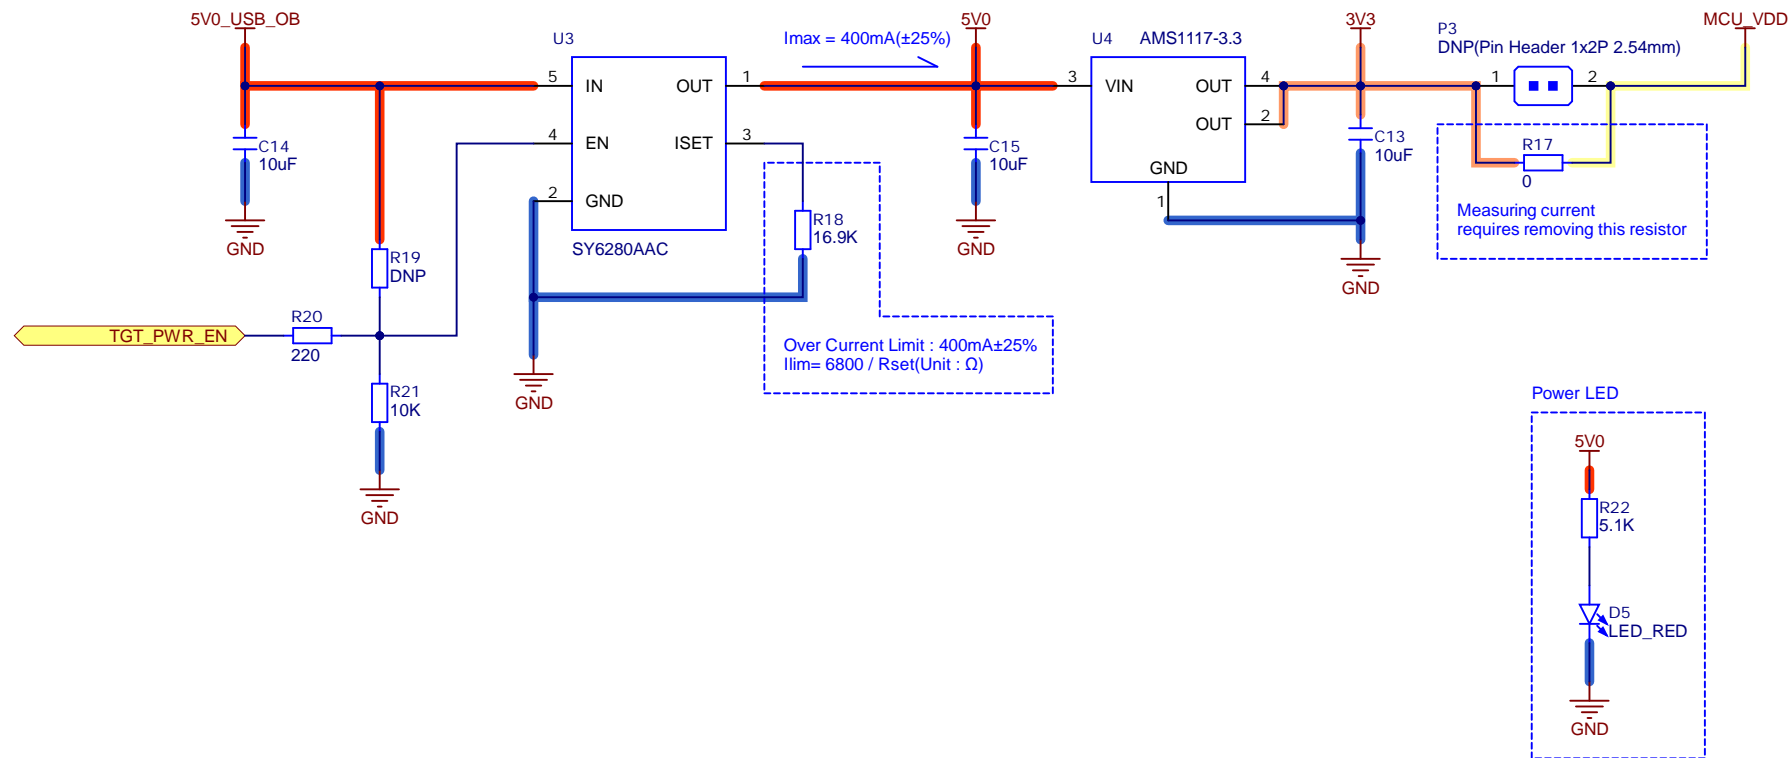 5V0_USB_OB
5V0
3V3
MCU_VDD
Imax = 400mA(±25%)
U3
5
IN
OUT
1
4
EN
ISET
3
2
GND
SY6280AAC
C14
10uF
GND
R19
DNP
TGT_PWR_EN
R20
220
R21
10K
GND
GND
R18
16.9K
Over Current Limit : 400mA±25%
Ilim= 6800 / Rset(Unit : Ω)
C15
10uF
GND
U4
AMS1117-3.3
3
VIN
OUT
4
OUT
2
GND
1
C13
10uF
GND
P3
DNP(Pin Header 1x2P 2.54mm)
1
2
R17
0
Measuring current
requires removing this resistor
Power LED
5V0
R22
5.1K
D5
LED_RED
GND